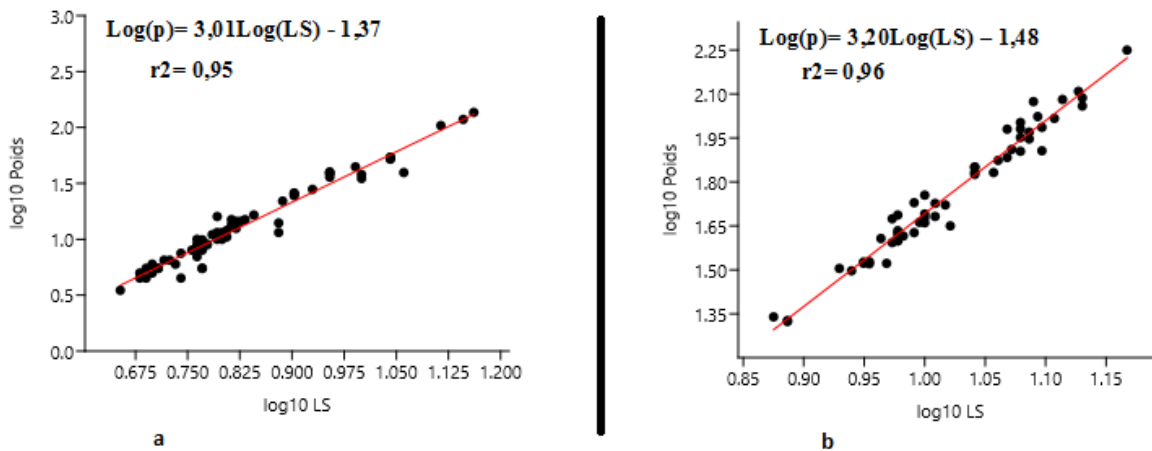 Log(p)= 3,01Log(LS) - 1,37
r2= 0,95
3.0
2.5
2.0
1.5
1.0
0.5
0.0
log10 Poids
0.675 0.750 0.825 0.900 0.975 1.050 1.125 1.200
log10 LS
a
Log(p)= 3,20Log(LS) – 1,48
r2= 0,96
2.25
2.10
1.95
1.80
1.65
1.50
1.35
log10 Poids
0.85 0.90 0.95 1.00 1.05 1.10 1.15
log10 LS
b